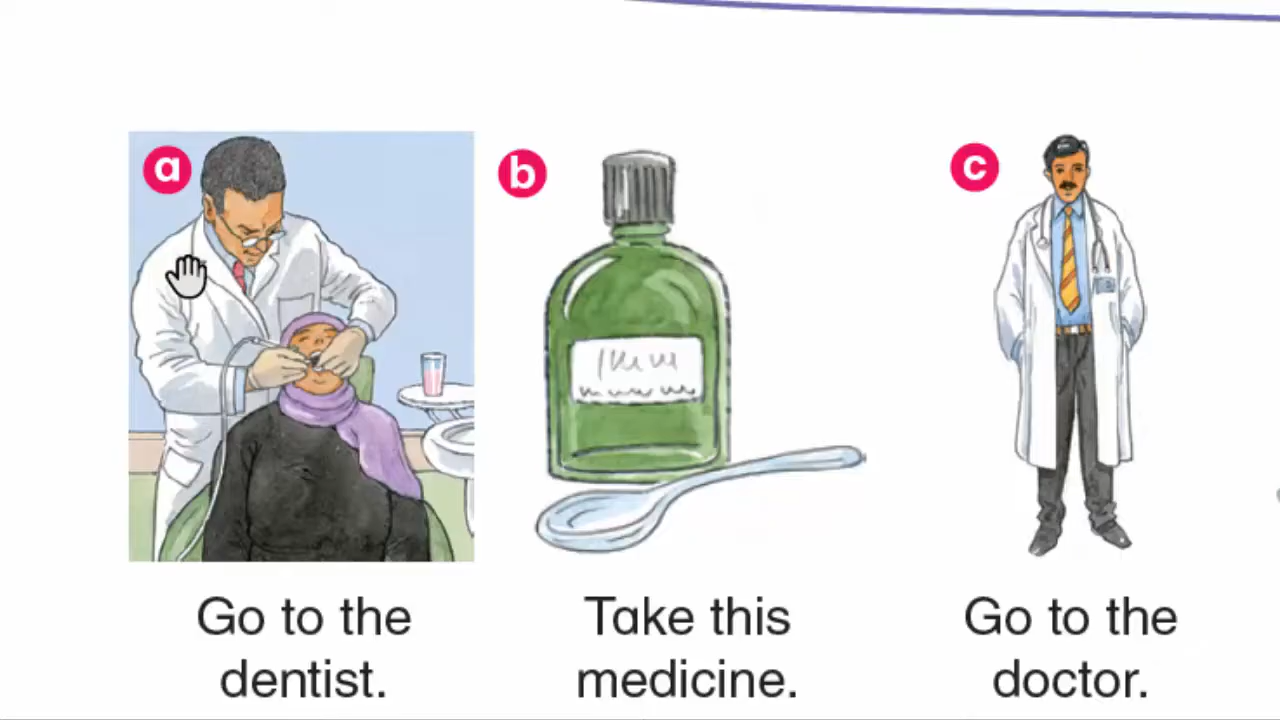 a
b
c
Go to the
dentist.
Take this
medicine.
Go to the
doctor.